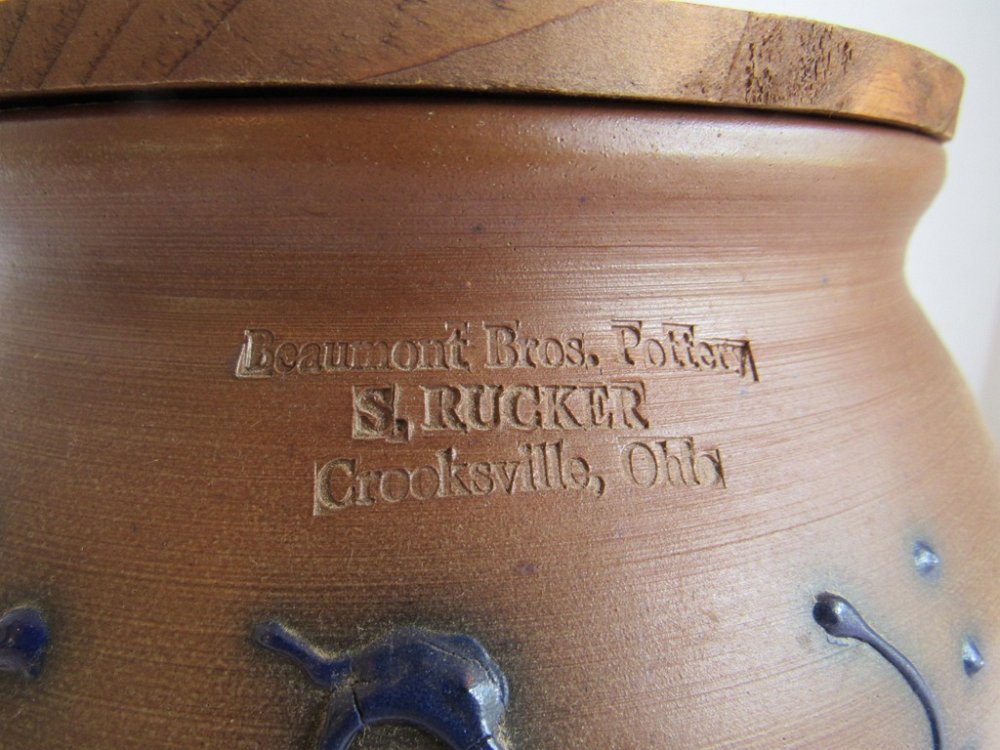 Beaumont Bros. Pottery
S. RUCKER
Crooksville, Ohio